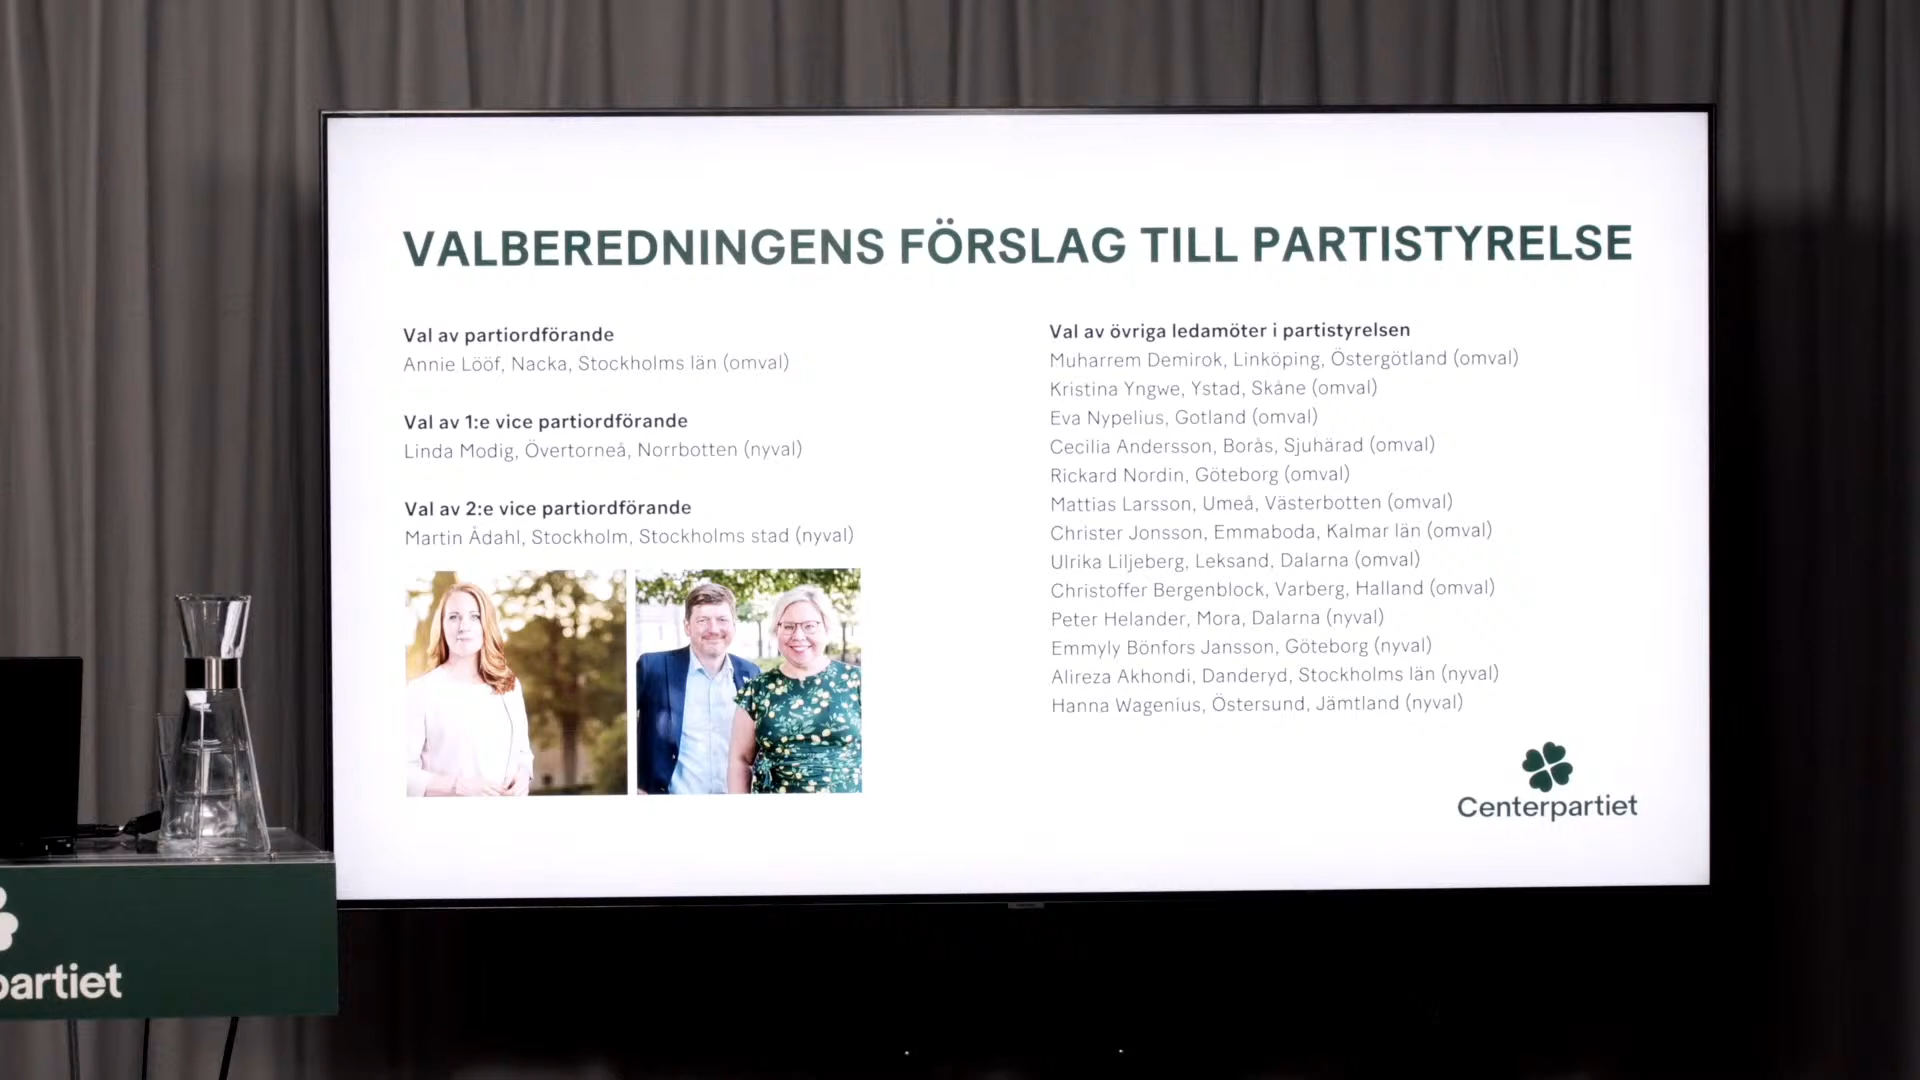 VALBEREDNINGENS FÖRSLAG TILL PARTISTYRELSE
Val av partiordförande
Annie Lööf, Nacka, Stockholms län (omval)
Val av 1:e vice partiordförande
Linda Modig, Övertorneå, Norrbotten (nyval)
Val av 2:e vice partiordförande
Martin Ådahl, Stockholm, Stockholms stad (nyval)
Val av övriga ledamöter i partistyrelsen
Muharrem Demirok, Linköping, Östergötland (omval)
Kristina Yngwe, Ystad, Skåne (omval)
Eva Nypelius, Gotland (omval)
Cecilia Andersson, Borås, Sjuhärad (omval)
Rickard Nordin, Göteborg (omval)
Mattias Larsson, Umeå, Västerbotten (omval)
Christer Jonsson, Emmaboda, Kalmar län (omval)
Ulrika Liljeberg, Leksand, Dalarna (omval)
Christoffer Bergenblock, Varberg, Halland (omval)
Peter Helander, Mora, Dalarna (nyval)
Emmyly Bönfors Jansson, Göteborg (nyval)
Alireza Akhondi, Danderyd, Stockholms län (nyval)
Hanna Wagenius, Östersund, Jämtland (nyval)
Centerpartiet
partiet